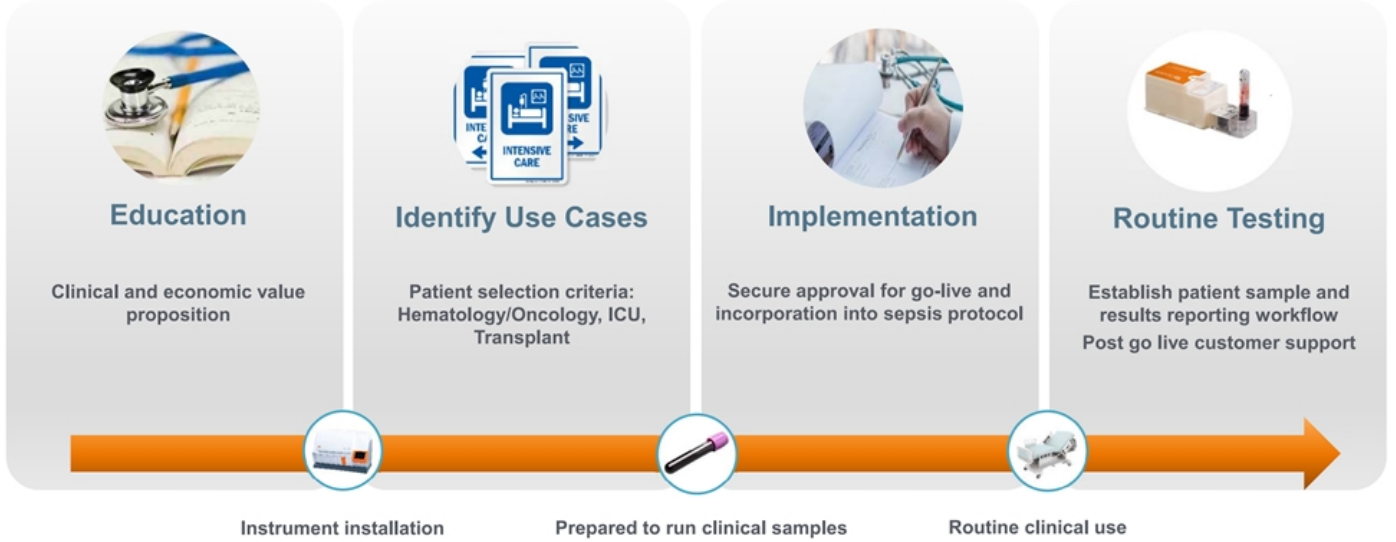 Education
Clinical and economic value
proposition
Identify Use Cases
INTENSIVE
CARE
Patient selection criteria:
Hematology/Oncology, ICU,
Transplant
Implementation
Secure approval for go-live and
incorporation into sepsis protocol
Routine Testing
Establish patient sample and
results reporting workflow
Post go live customer support
Instrument installation
Prepared to run clinical samples
Routine clinical use